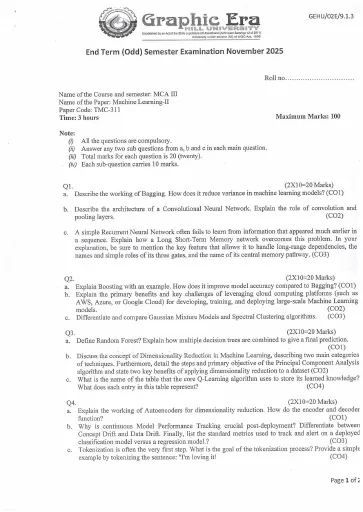 Graphic Era
HILL UNIVERSITY
GEHU/02E/9.1.3
End Term (Odd) Semester Examination November 2025
Roll no..............................
Name of the Course and semester: MCA III
Name of the Paper: Machine Learning-II
Paper Code: TMC-311
Time: 3 hours Maximum Marks: 100
Note:
(i) All the questions are compulsory.
(ii) Answer any two sub questions from a, b and c in each main question.
(iii) Total marks for each question is 20 (twenty).
(iv) Each sub-question carries 10 marks.
Q1. (2X10=20 Marks)
a. Describe the working of Bagging. How does it reduce variance in machine learning models? (CO1)
b. Describe the architecture of a Convolutional Neural Network. Explain the role of convolution and
pooling layers. (CO2)
c. A simple Recurrent Neural Network often fails to learn from information that appeared much earlier in
a sequence. Explain how a Long Short-Term Memory network overcomes this problem. In your
explanation, be sure to mention the key feature that allows it to handle long-range dependencies, the
names and simple roles of its three gates, and the name of its central memory pathway. (CO3)
Q2. (2X10=20 Marks)
a. Explain Boosting with an example. How does it improve model accuracy compared to Bagging? (CO1)
b. Explain the primary benefits and key challenges of leveraging cloud computing platforms (such as
AWS, Azure, or Google Cloud) for developing, training, and deploying large-scale Machine Learning
models. (CO2)
c. Differentiate and compare Gaussian Mixture Models and Spectral Clustering algorithms. (CO3)
Q3. (2X10=20 Marks)
a. Define Random Forest? Explain how multiple decision trees are combined to give a final prediction.
(CO1)
b. Discuss the concept of Dimensionality Reduction in Machine Learning, describing two main categories
of techniques. Furthermore, detail the steps and primary objective of the Principal Component Analysis
algorithm and state two key benefits of applying dimensionality reduction to a dataset (CO2)
c. What is the name of the table that the core Q-Learning algorithm uses to store its learned knowledge?
What does each entry in this table represent? (CO4)
Q4. (2X10=20 Marks)
a. Explain the working of Autoencoders for dimensionality reduction. How do the encoder and decoder
function? (CO1)
b. Why is continuous Model Performance Tracking crucial post-deployment? Differentiate between
Concept Drift and Data Drift. Finally, list the standard metrics used to track and alert on a deployed
classification model versus a regression model.? (CO3)
c. Tokenization is often the very first step. What is the goal of the tokenization process? Provide a simple
example by tokenizing the sentence: "I'm loving it! (CO4)
Page 1 of 2